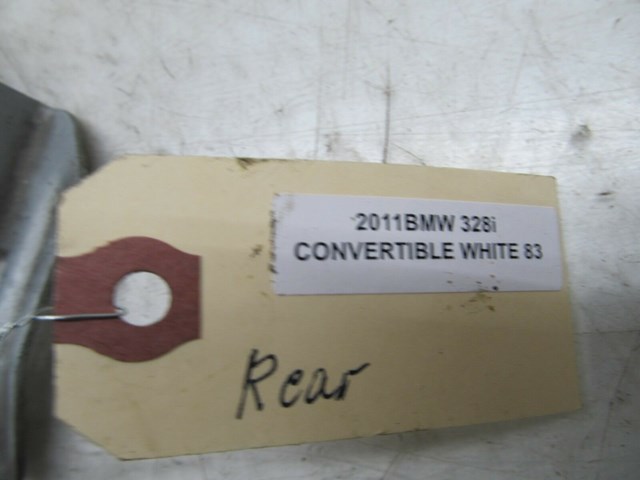 2011BMW 328i
CONVERTIBLE WHITE 83
Rear